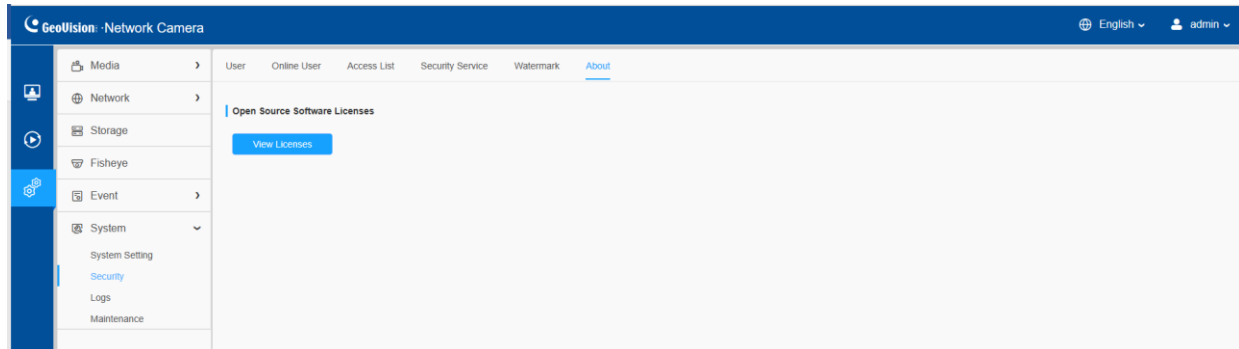 GeoVision Network Camera
English
admin
Media
Network
Storage
Fisheye
Event
System
System Setting
Security
Logs
Maintenance
User Online User Access List Security Service Watermark About
Open Source Software Licenses
View Licenses